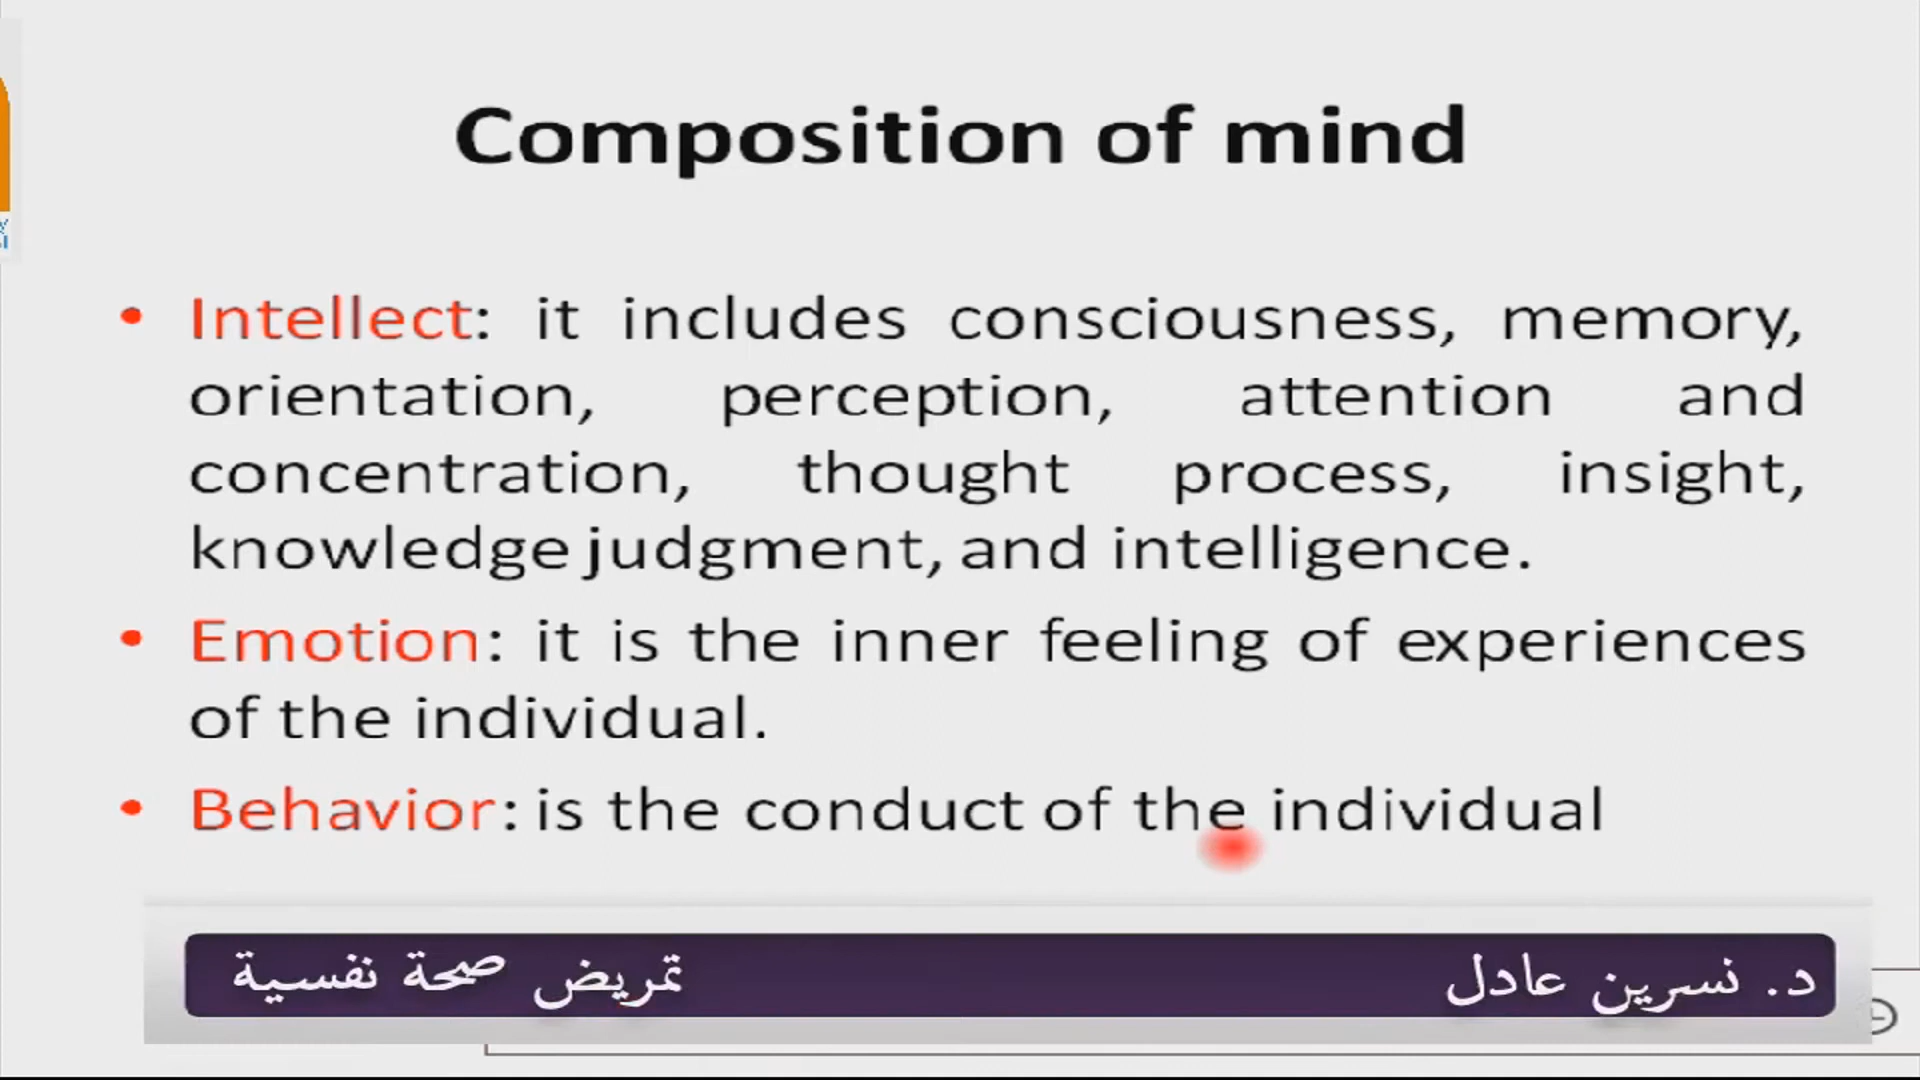 Composition of mind
• Intellect: it includes consciousness, memory,
orientation, perception, attention and
concentration, thought process, insight,
knowledge judgment, and intelligence.
• Emotion: it is the inner feeling of experiences
of the individual.
• Behavior: is the conduct of the individual
د. نسرين عادل
تمريض صحة نفسية